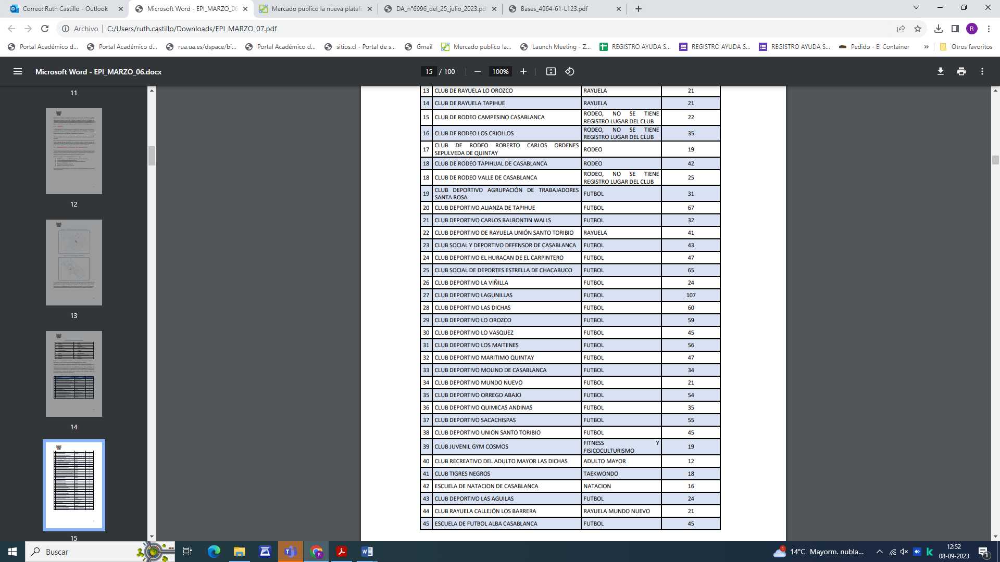 Correo: Ruth Castillo - Outlook
Microsoft Word - EPI_MARZO_06
Mercado publico la nueva plataf
DA_n°6996_del_25_julio_2023.pd
Bases_4964-61-L123.pdf
Archivo
C:/Users/ruth.castillo/Downloads/EPI_MARZO_07.pdf
R
Portal Académico d...
Portal Académico d...
rua.ua.es/dspace/bi...
Portal Académico d...
sitios.cl - Portal de s...
Gmail
Mercado publico la...
Launch Meeting - Z...
REGISTRO AYUDA S...
REGISTRO AYUDA S...
REGISTRO AYUDA S...
Pedido - El Container
»
Otros favoritos
Microsoft Word - EPI_MARZO_06.docx
15 / 100
100%
11
12
13
14
15
13 CLUB DE RAYUELA LO OROZCO RAYUELA 21
14 CLUB DE RAYUELA TAPIHUE RAYUELA 21
15 CLUB DE RODEO CAMPESINO CASABLANCA RODEO, NO SE TIENE REGISTRO LUGAR DEL CLUB 22
16 CLUB DE RODEO LOS CRIOLLOS RODEO, NO SE TIENE REGISTRO LUGAR DEL CLUB 35
17 CLUB DE RODEO ROBERTO CARLOS ORDENES SEPULVEDA DE QUINTAY RODEO 19
18 CLUB DE RODEO TAPIHUAL DE CASABLANCA RODEO 42
18 CLUB DE RODEO VALLE DE CASABLANCA RODEO, NO SE TIENE REGISTRO LUGAR DEL CLUB 25
19 CLUB DEPORTIVO AGRUPACIÓN DE TRABAJADORES SANTA ROSA FUTBOL 31
20 CLUB DEPORTIVO ALIANZA DE TAPIHUE FUTBOL 67
21 CLUB DEPORTIVO CARLOS BALBONTIN WALLS FUTBOL 32
22 CLUB DEPORTIVO DE RAYUELA UNIÓN SANTO TORIBIO RAYUELA 41
23 CLUB SOCIAL Y DEPORTIVO DEFENSOR DE CASABLANCA FUTBOL 43
24 CLUB DEPORTIVO EL HURACAN DE EL CARPINTERO FUTBOL 47
25 CLUB SOCIAL DE DEPORTES ESTRELLA DE CHACABUCO FUTBOL 65
26 CLUB DEPORTIVO LA VIÑILLA FUTBOL 24
27 CLUB DEPORTIVO LAGUNILLAS FUTBOL 107
28 CLUB DEPORTIVO LAS DICHAS FUTBOL 60
29 CLUB DEPORTIVO LO OROZCO FUTBOL 59
30 CLUB DEPORTIVO LO VASQUEZ FUTBOL 45
31 CLUB DEPORTIVO LOS MAITENES FUTBOL 56
32 CLUB DEPORTIVO MARITIMO QUINTAY FUTBOL 47
33 CLUB DEPORTIVO MOLINO DE CASABLANCA FUTBOL 34
34 CLUB DEPORTIVO MUNDO NUEVO FUTBOL 21
35 CLUB DEPORTIVO ORREGO ABAJO FUTBOL 54
36 CLUB DEPORTIVO QUIMICAS ANDINAS FUTBOL 35
37 CLUB DEPORTIVO SACACHISPAS FUTBOL 55
38 CLUB DEPORTIVO UNION SANTO TORIBIO FUTBOL 45
39 CLUB JUVENIL GYM COSMOS FITNESS Y FISICOCULTURISMO 19
40 CLUB RECREATIVO DEL ADULTO MAYOR LAS DICHAS ADULTO MAYOR 12
41 CLUB TIGRES NEGROS TAEKWONDO 18
42 ESCUELA DE NATACION DE CASABLANCA NATACION 16
43 CLUB DEPORTIVO LAS AGUILAS FUTBOL 24
44 CLUB RAYUELA CALLEJÓN LOS BARRERA RAYUELA MUNDO NUEVO 21
45 ESCUELA DE FUTBOL ALBA CASABLANCA FUTBOL 45
Buscar
14°C Mayorm. nubla...
12:52
08-09-2023
1